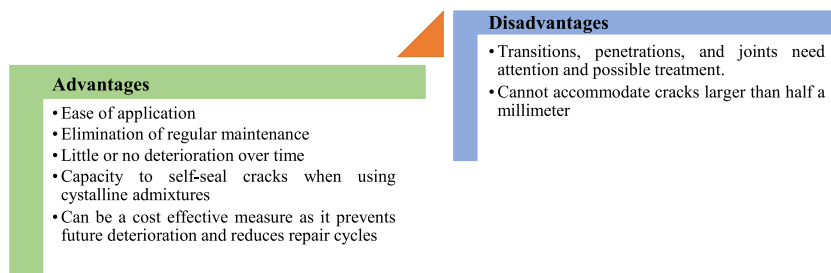 Advantages
• Ease of application
• Elimination of regular maintenance
• Little or no deterioration over time
• Capacity to self-seal cracks when using
cystalline admixtures
• Can be a cost effective measure as it prevents
future deterioration and reduces repair cycles
Disadvantages
• Transitions, penetrations, and joints need
attention and possible treatment.
• Cannot accommodate cracks larger than half a
millimeter